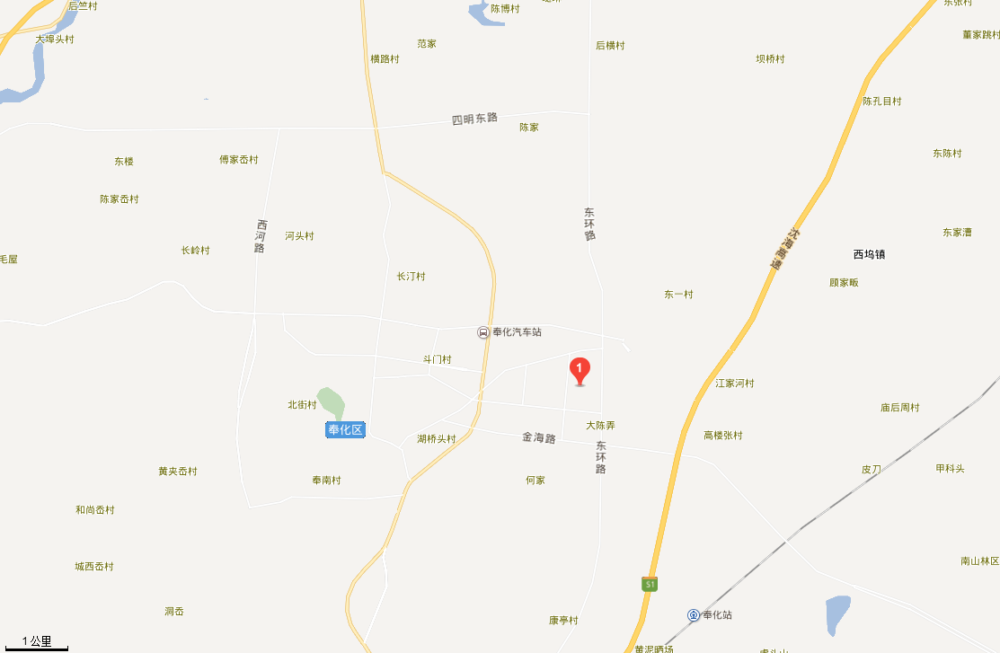 后竺村
陈博村
东张村
大埠头村
范家
后横村
董家跳村
横路村
坝桥村
陈孔目村
四明东路
陈家
东陈村
东楼
傅家岙村
陈家岙村
东环路
西河路
河头村
东家漕
沈海高速
长岭村
西坞镇
毛屋
长汀村
顾家畈
东一村
奉化汽车站
斗门村
1
江家河村
北街村
庙后周村
奉化区
大陈弄
湖桥头村
金海路
高楼张村
东环路
黄夹岙村
皮刀
甲科头
奉南村
何家
和尚岙村
城西岙村
南山林区
S1
洞岙
奉化站
康亭村
1 公里
黄泥晒场
虎头山